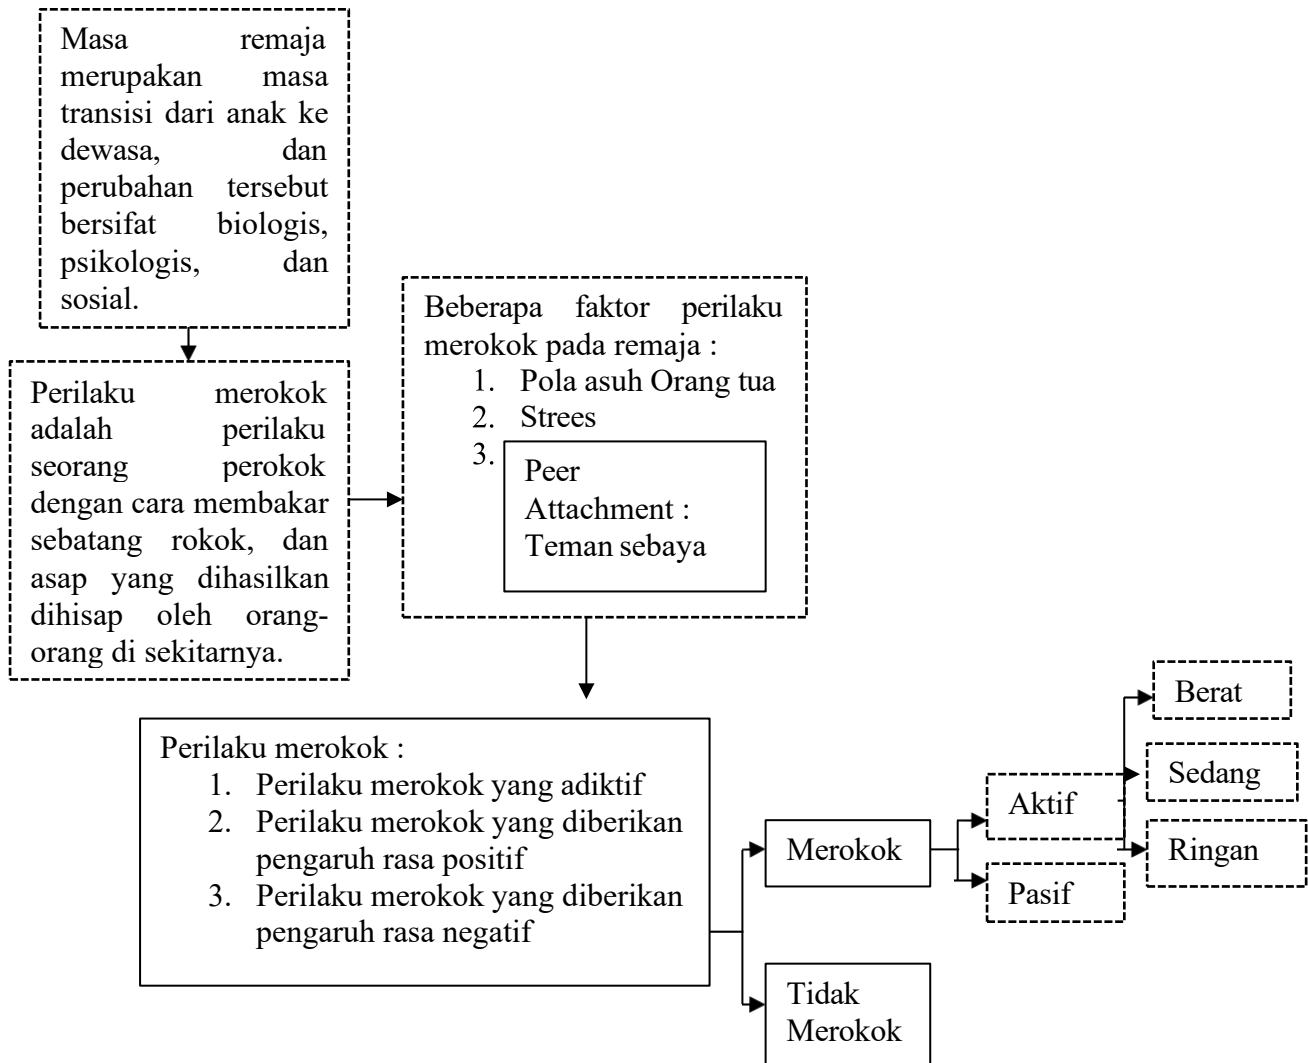 Masa remaja
merupakan masa
transisi dari anak ke
dewasa, dan
perubahan tersebut
bersifat biologis,
psikologis, dan
sosial.
Perilaku merokok
adalah perilaku
seorang perokok
dengan cara membakar
sebatang rokok, dan
asap yang dihasilkan
dihisap oleh orang-
orang di sekitarnya.
Beberapa faktor perilaku
merokok pada remaja :
1. Pola asuh Orang tua
2. Strees
3.
Peer
Attachment :
Teman sebaya
Perilaku merokok :
1. Perilaku merokok yang adiktif
2. Perilaku merokok yang diberikan
pengaruh rasa positif
3. Perilaku merokok yang diberikan
pengaruh rasa negatif
Merokok
Tidak
Merokok
Aktif
Pasif
Berat
Sedang
Ringan